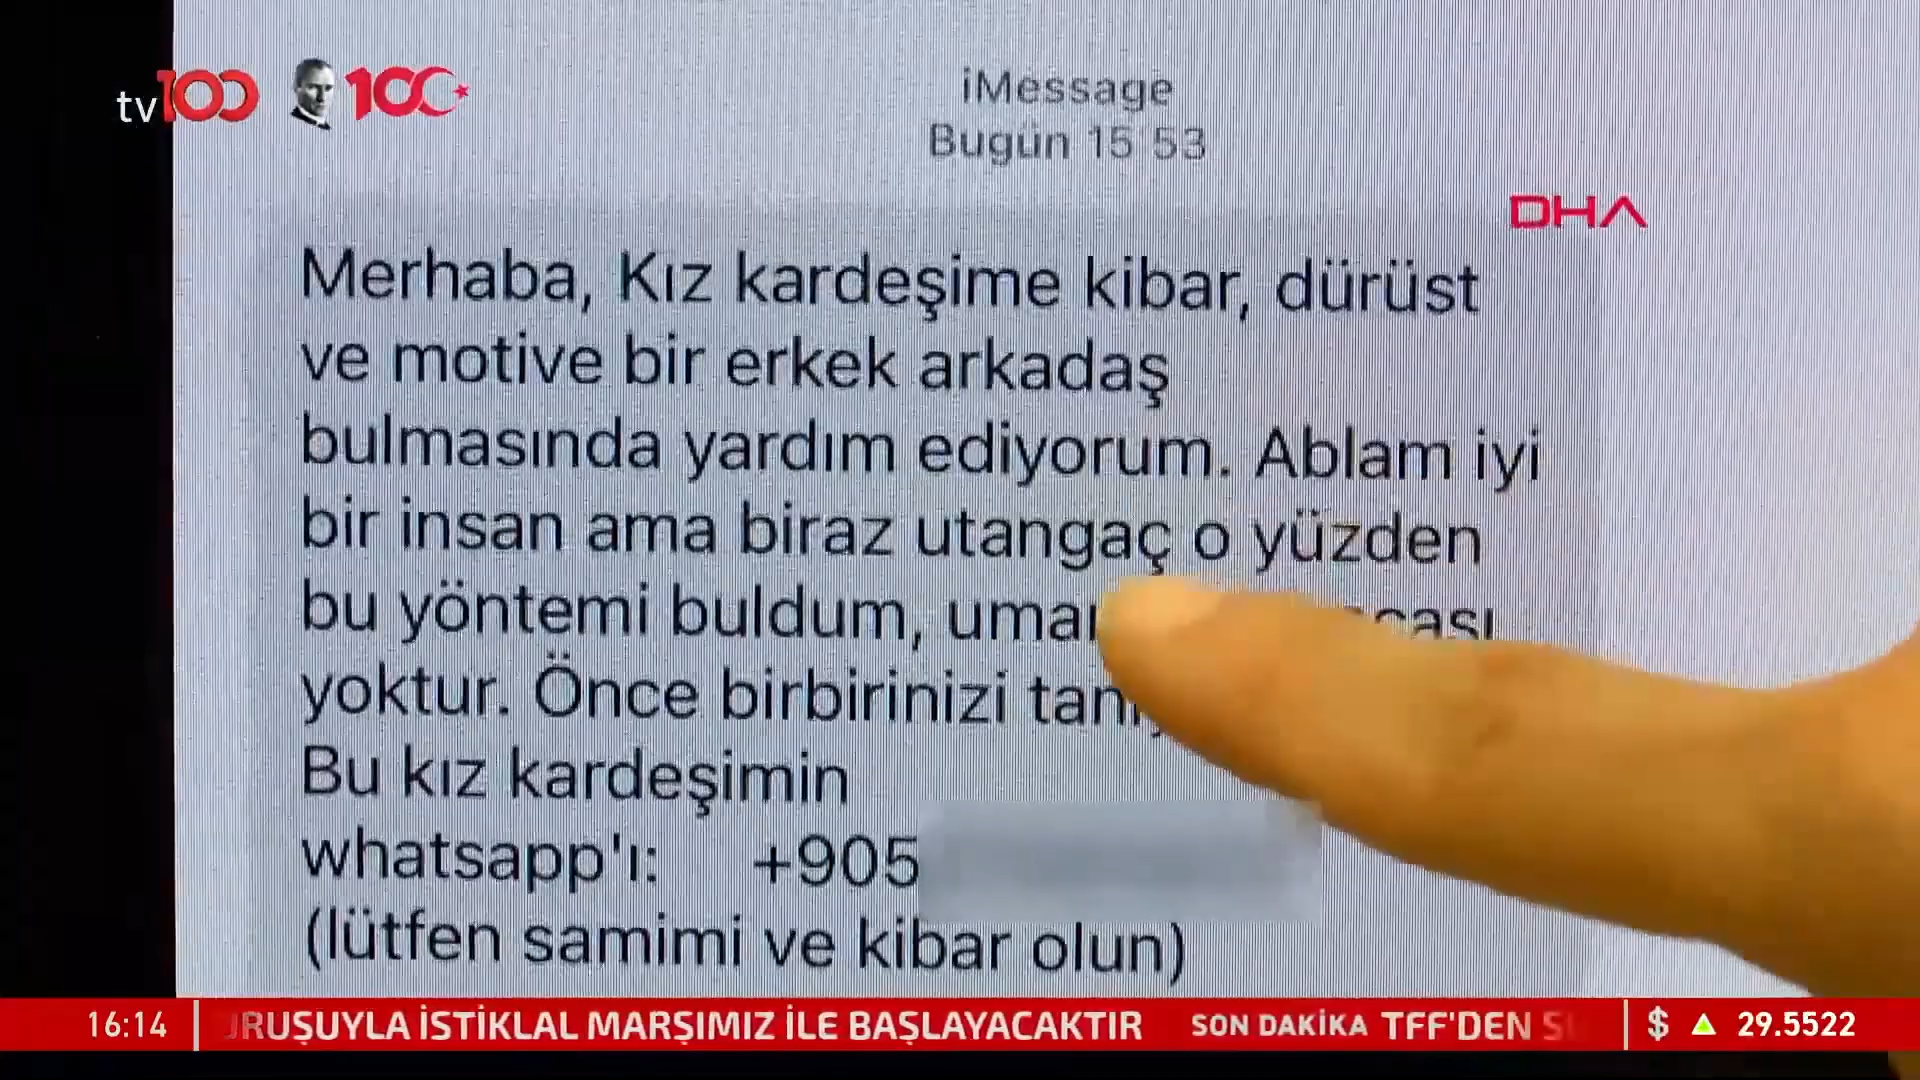 tv100
100
iMessage
Bugün 15 53
DHA
Merhaba, Kız kardeşime kibar, dürüst
ve motive bir erkek arkadaş
bulmasında yardım ediyorum. Ablam iyi
bir insan ama biraz utangaç o yüzden
bu yöntemi buldum,
yoktur. Önce birbirinizi
Bu kız kardeşimin
whatsapp'ı: +905
(lütfen samimi ve kibar olun)
16:14
İSTİKLAL MARŞIMIZ İLE BAŞLAYACAKTIR SON DAKİKA TFF'DEN
$ 29.5522